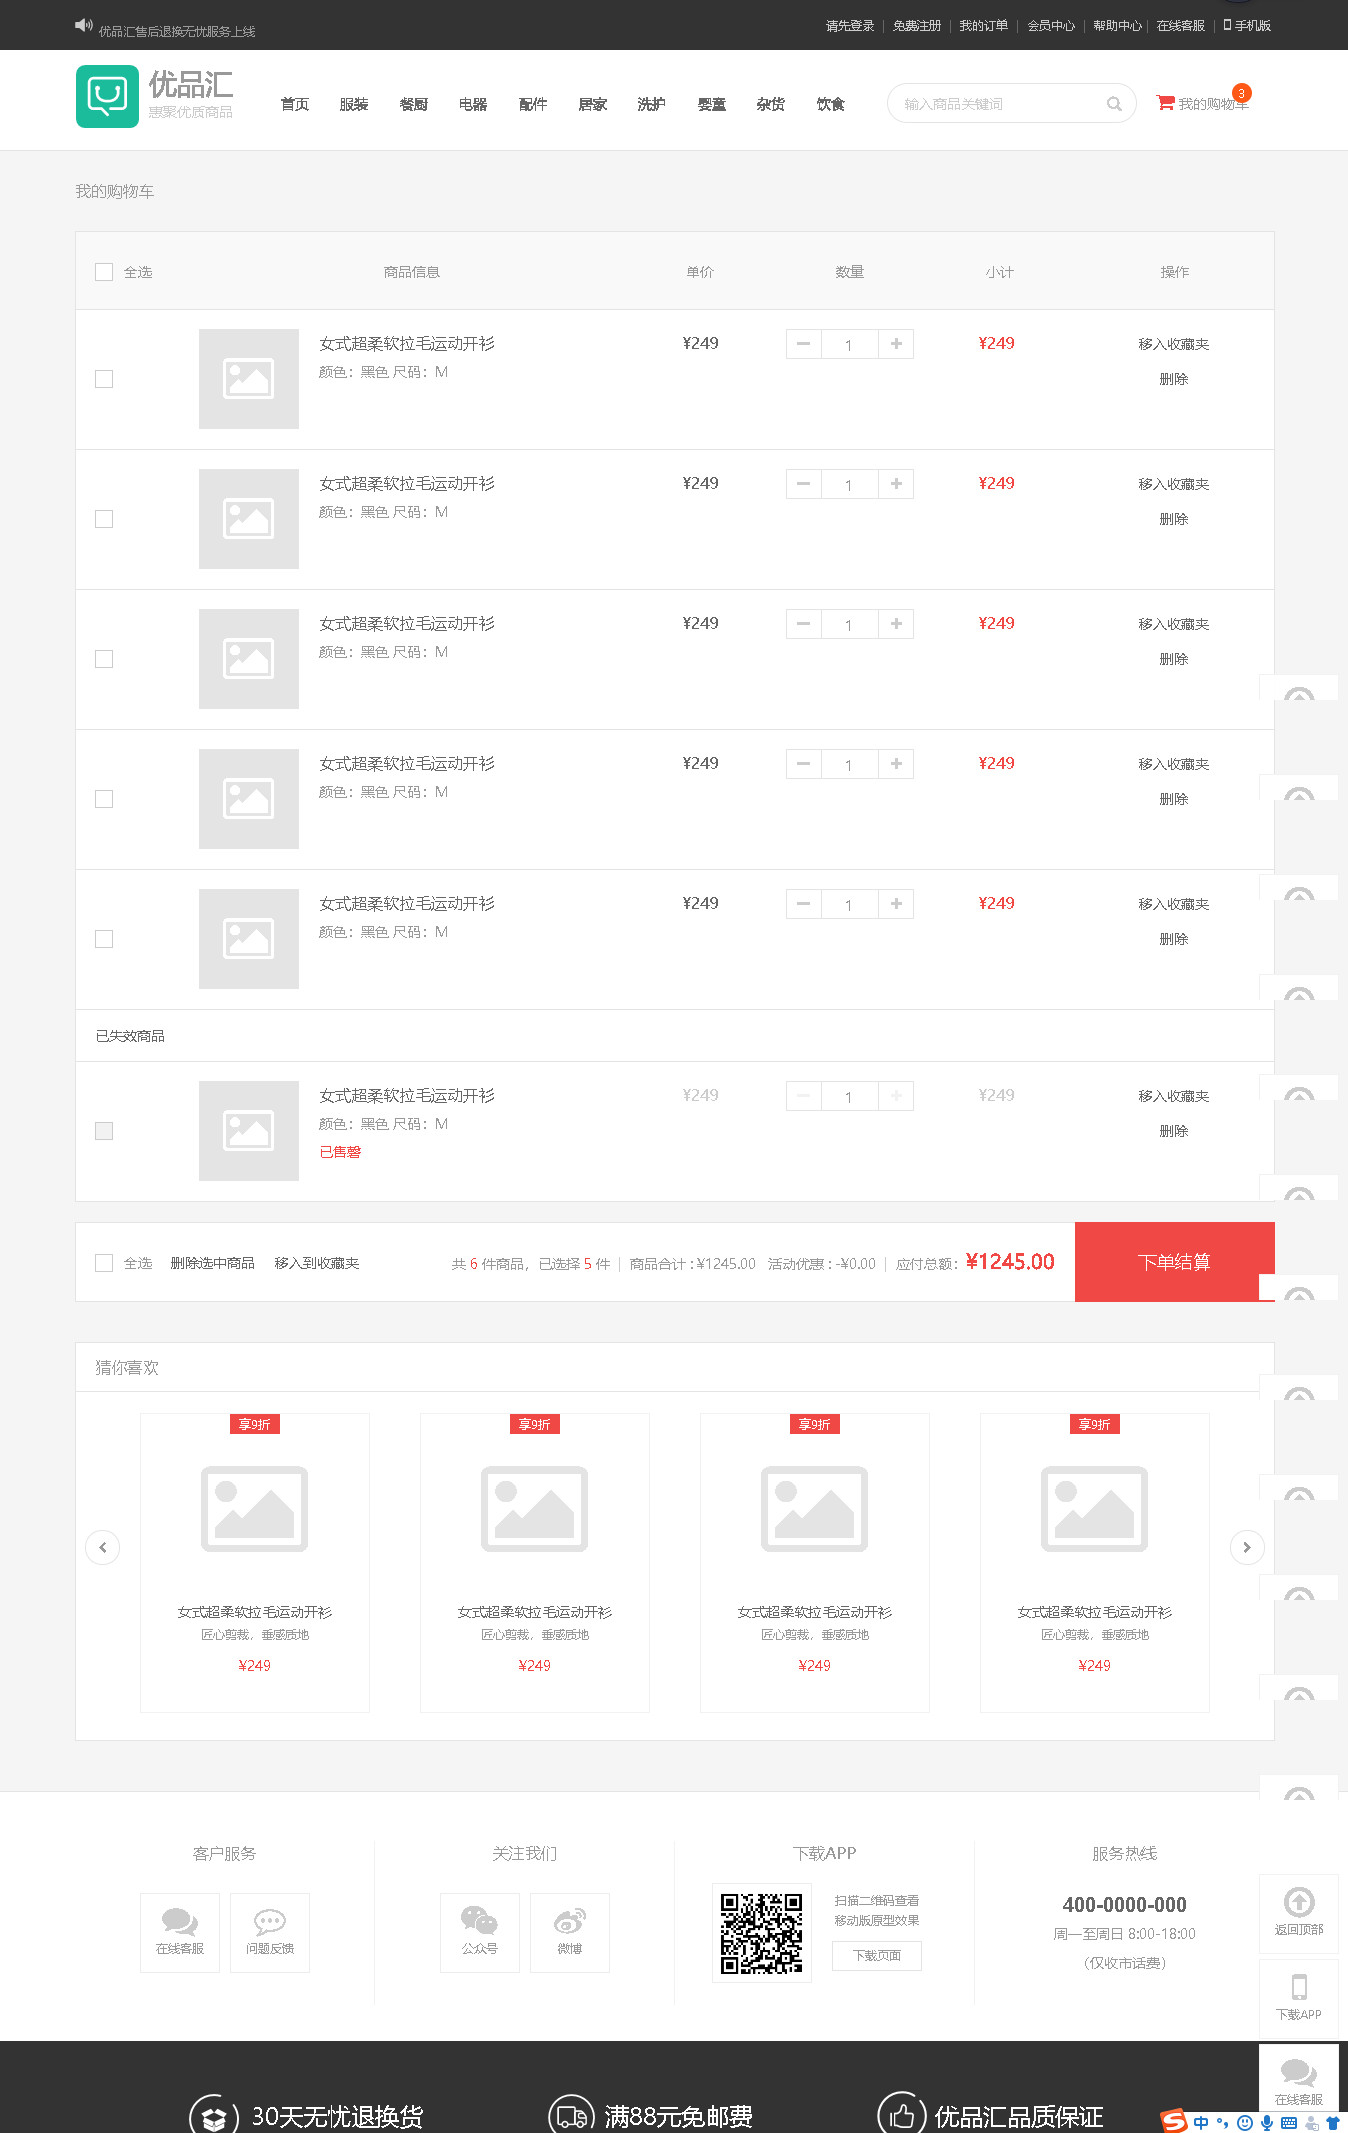 优品汇售后退换无忧服务上线
请先登录 | 免费注册 | 我的订单 | 会员中心 | 帮助中心 | 在线客服 | 手机版
优品汇
惠聚优质商品
首页 服装 餐厨 电器 配件 居家 洗护 婴童 杂货 饮食
输入商品关键词
我的购物车 3
我的购物车
全选 商品信息 单价 数量 小计 操作
女式超柔软拉毛运动开衫 ¥249 1 ¥249 移入收藏夹
颜色：黑色 尺码：M
删除
女式超柔软拉毛运动开衫 ¥249 1 ¥249 移入收藏夹
颜色：黑色 尺码：M
删除
女式超柔软拉毛运动开衫 ¥249 1 ¥249 移入收藏夹
颜色：黑色 尺码：M
删除
女式超柔软拉毛运动开衫 ¥249 1 ¥249 移入收藏夹
颜色：黑色 尺码：M
删除
女式超柔软拉毛运动开衫 ¥249 1 ¥249 移入收藏夹
颜色：黑色 尺码：M
删除
已失效商品
女式超柔软拉毛运动开衫 ¥249 1 ¥249 移入收藏夹
颜色：黑色 尺码：M
删除
已售罄
全选 删除选中商品 移入到收藏夹 共 6 件商品，已选择 5 件 | 商品合计 : ¥1245.00 活动优惠 : -¥0.00 | 应付总额： ¥1245.00 下单结算
猜你喜欢
享9折 享9折 享9折 享9折
女式超柔软拉毛运动开衫 女式超柔软拉毛运动开衫 女式超柔软拉毛运动开衫 女式超柔软拉毛运动开衫
匠心剪裁，垂感质地 匠心剪裁，垂感质地 匠心剪裁，垂感质地 匠心剪裁，垂感质地
¥249 ¥249 ¥249 ¥249
客户服务
在线客服 问题反馈
关注我们
公众号 微博
下载APP
扫描二维码查看
移动版原型效果
下载页面
服务热线
400-0000-000
周一至周日 8:00-18:00
（仅收市话费）
返回顶部
下载APP
在线客服
30天无忧退换货 满88元免邮费 优品汇品质保证
中